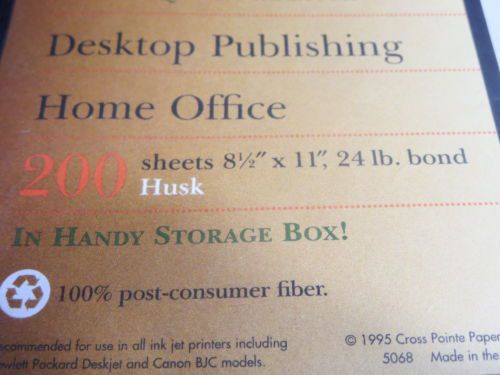 Desktop Publishing
Home Office
200 sheets 8½" x 11", 24 lb. bond
Husk
IN HANDY STORAGE BOX!
100% post-consumer fiber.
ecommended for use in all ink jet printers including
ewlett Packard Deskjet and Canon BJC models.
© 1995 Cross Pointe Paper
5068 Made in the